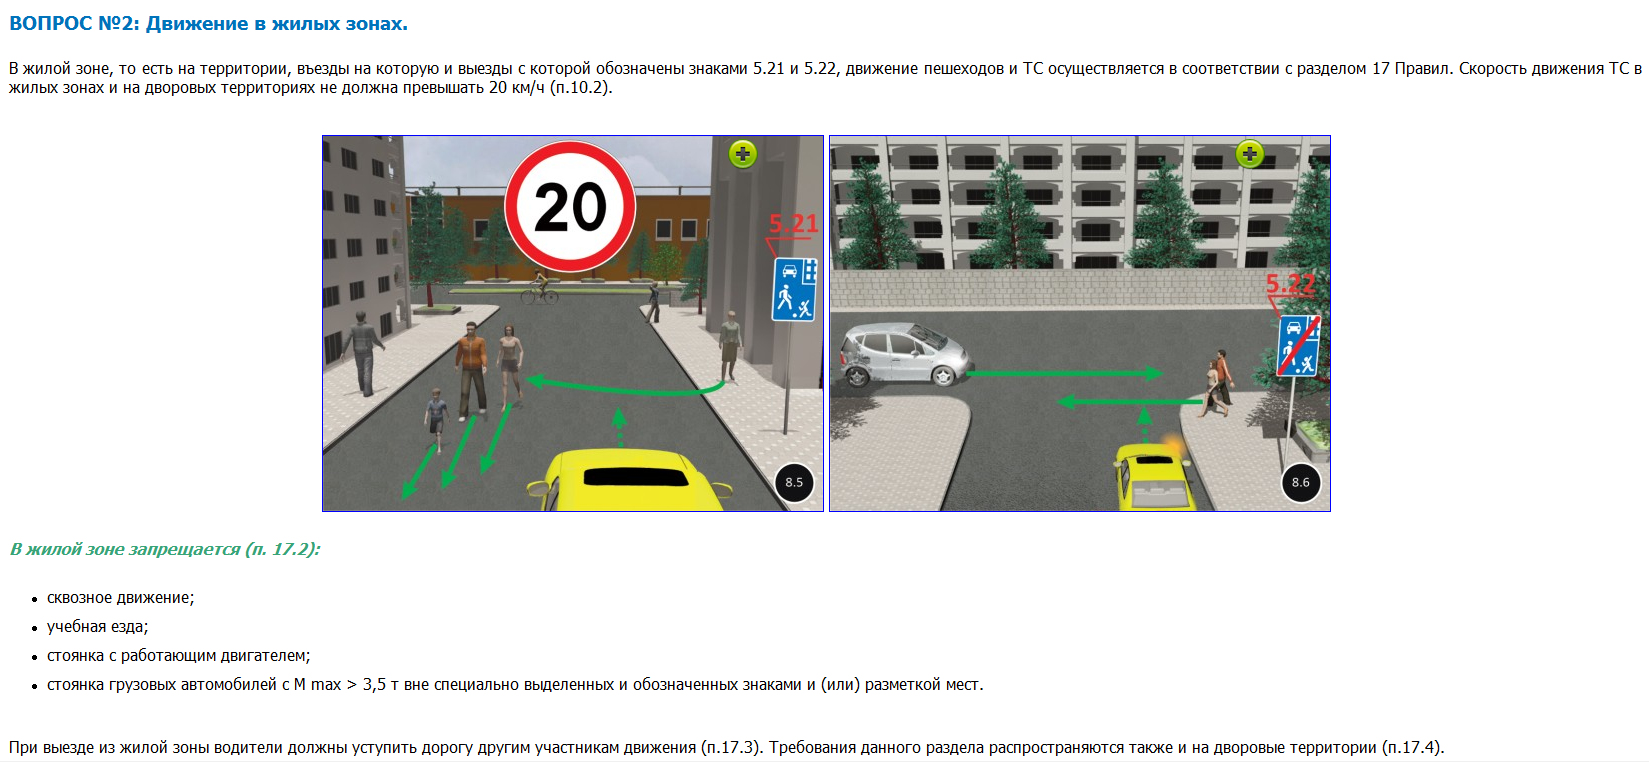 ВОПРОС №2: Движение в жилых зонах.
В жилой зоне, то есть на территории, въезды на которую и выезды с которой обозначены знаками 5.21 и 5.22, движение пешеходов и ТС осуществляется в соответствии с разделом 17 Правил. Скорость движения ТС в
жилых зонах и на дворовых территориях не должна превышать 20 км/ч (п.10.2).
20
5.21
8.5
5.22
8.6
В жилой зоне запрещается (п. 17.2):
сквозное движение;
учебная езда;
стоянка с работающим двигателем;
стоянка грузовых автомобилей с M max > 3,5 т вне специально выделенных и обозначенных знаками и (или) разметкой мест.
При выезде из жилой зоны водители должны уступить дорогу другим участникам движения (п.17.3). Требования данного раздела распространяются также и на дворовые территории (п.17.4).